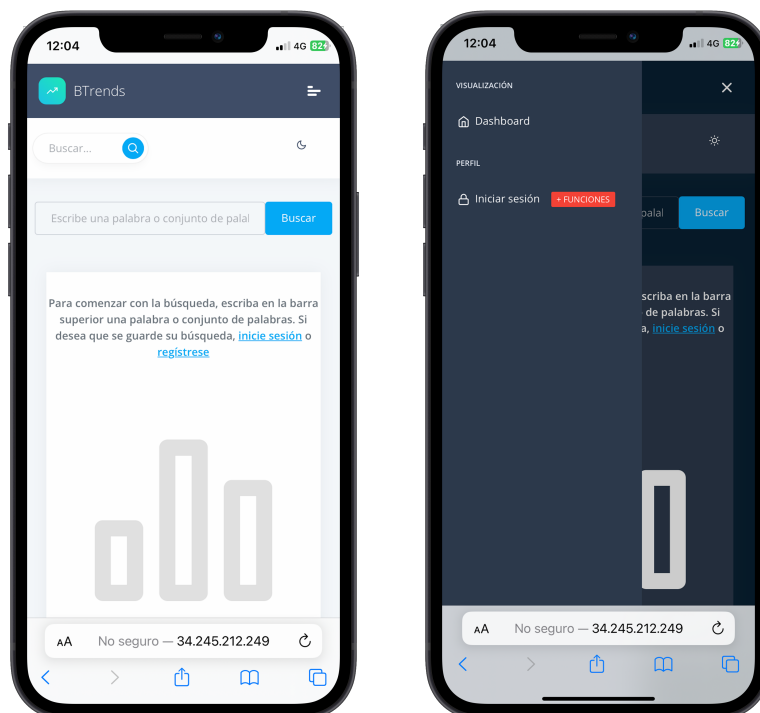 12:04
4G 82
BTrends
Buscar...
Escribe una palabra o conjunto de palal
Buscar
Para comenzar con la búsqueda, escriba en la barra
superior una palabra o conjunto de palabras. Si
desea que se guarde su búsqueda, inicie sesión o
regístrese
AA No seguro — 34.245.212.249
12:04
4G 82
VISUALIZACIÓN
Dashboard
PERFIL
Iniciar sesión + FUNCIONES
palal
Buscar
scriba en la barra
de palabras. Si
a, inicie sesión o
AA No seguro — 34.245.212.249